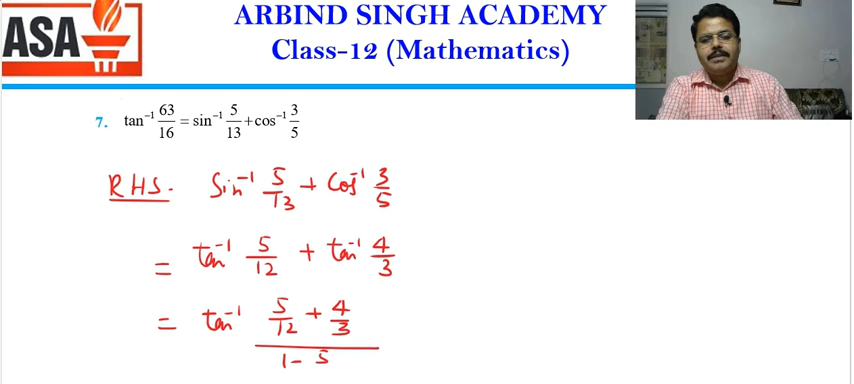 ASA
ARBIND SINGH ACADEMY
Class-12 (Mathematics)
7. tan⁻¹ 63/16 = sin⁻¹ 5/13 + cos⁻¹ 3/5
RHS. Sin⁻¹ 5/13 + Cos⁻¹ 3/5
= tan⁻¹ 5/12 + tan⁻¹ 4/3
= tan⁻¹ (5/12 + 4/3)/(1 - 5